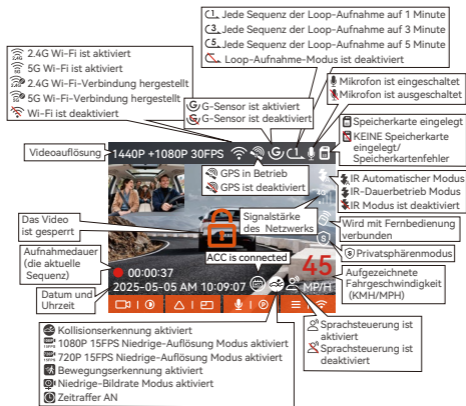 C1. Jede Sequenz der Loop-Aufnahme auf 1 Minute
C3. Jede Sequenz der Loop-Aufnahme auf 3 Minuten
C5. Jede Sequenz der Loop-Aufnahme auf 5 Minuten
Loop-Aufnahme-Modus ist deaktiviert
2.4G Wi-Fi ist aktiviert
5G Wi-Fi ist aktiviert
2.4G Wi-Fi-Verbindung hergestellt
5G Wi-Fi-Verbindung hergestellt
Wi-Fi ist deaktiviert
G-Sensor ist aktiviert
G-Sensor ist deaktiviert
Mikrofon ist eingeschaltet
Mikrofon ist ausgeschaltet
Speicherkarte eingelegt
KEINE Speicherkarte
eingelegt/
Speicherkartenfehler
Videoauflösung
1440P +1080P 30FPS
GPS in Betrieb
GPS ist deaktiviert
IR Automatischer Modus
IR-Dauerbetrieb Modus
IR Modus ist deaktiviert
Das Video
ist gesperrt
Signalstärke
des Netzwerks
Wird mit Fernbedienung
verbunden
Privatsphärenmodus
Aufnahmedauer
(die aktuelle
Sequenz)
ACC is connected
00:00:37
2025-05-05 AM 10:09:07
45
MP/H
Aufgezeichnete
Fahrgeschwindigkeit
(KMH/MPH)
Datum und
Uhrzeit
Kollisionserkennung aktiviert
1080P 15FPS Niedrige-Auflösung Modus aktiviert
720P 15FPS Niedrige-Auflösung Modus aktiviert
Bewegungserkennung aktiviert
Niedrige-Bildrate Modus aktiviert
Zeitraffer AN
Sprachsteuerung ist
aktiviert
Sprachsteuerung ist
deaktiviert